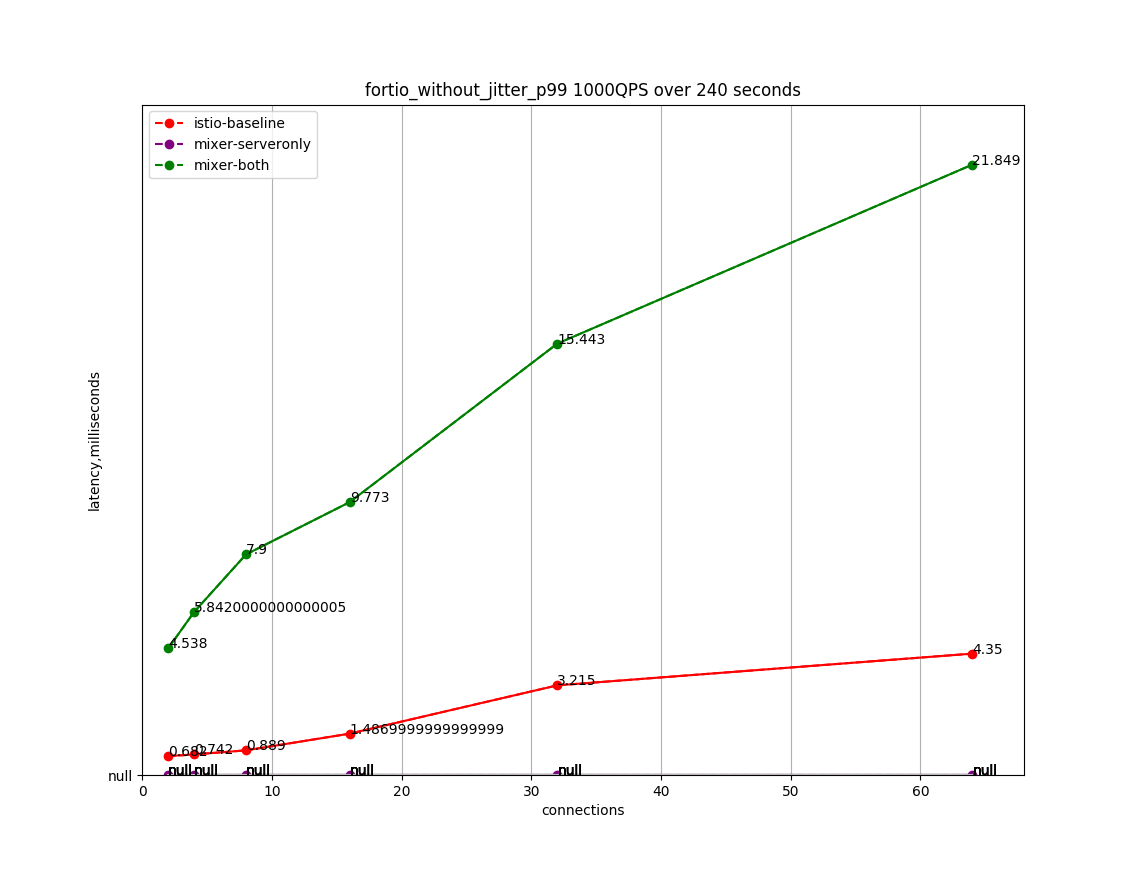 fortio_without_jitter_p99 1000QPS over 240 seconds
istio-baseline
mixer-serveronly
mixer-both
21.849
15.443
9.773
7.9
5.8420000000000005
4.538
4.35
3.215
1.4869999999999999
0.682
0.742
0.889
null null null null null null
null
0 10 20 30 40 50 60
connections
latency,milliseconds